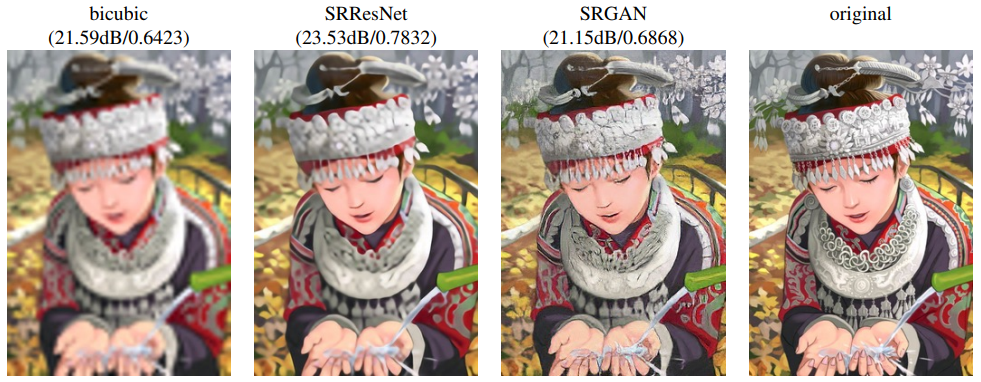 bicubic
(21.59dB/0.6423)
SRResNet
(23.53dB/0.7832)
SRGAN
(21.15dB/0.6868)
original